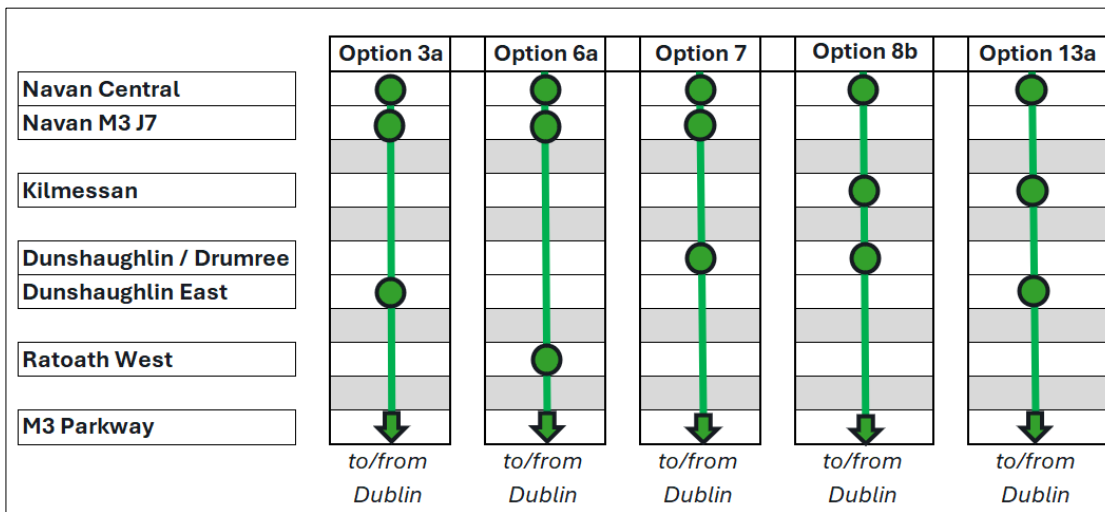 Option 3a Option 6a Option 7 Option 8b Option 13a
Navan Central
Navan M3 J7
Kilmessan
Dunshaughlin / Drumree
Dunshaughlin East
Ratoath West
M3 Parkway
to/from to/from to/from to/from to/from
Dublin Dublin Dublin Dublin Dublin